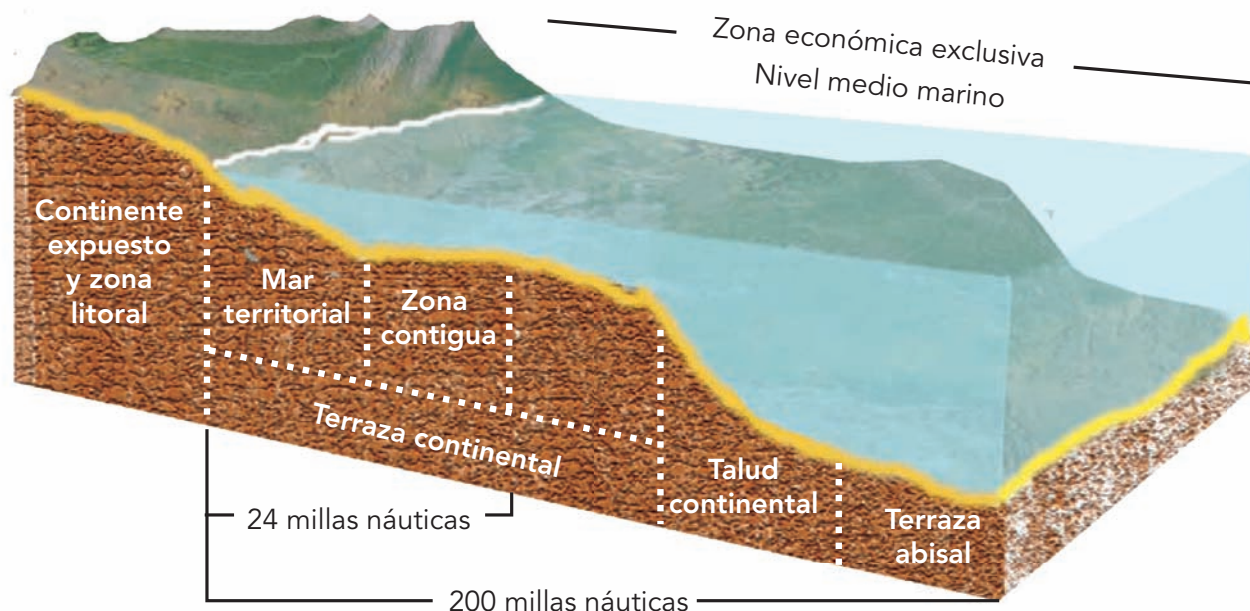 Zona económica exclusiva
Nivel medio marino
Continente
expuesto
y zona
litoral
Mar
territorial
Zona
contigua
Terraza continental
Talud
continental
Terraza
abisal
24 millas náuticas
200 millas náuticas